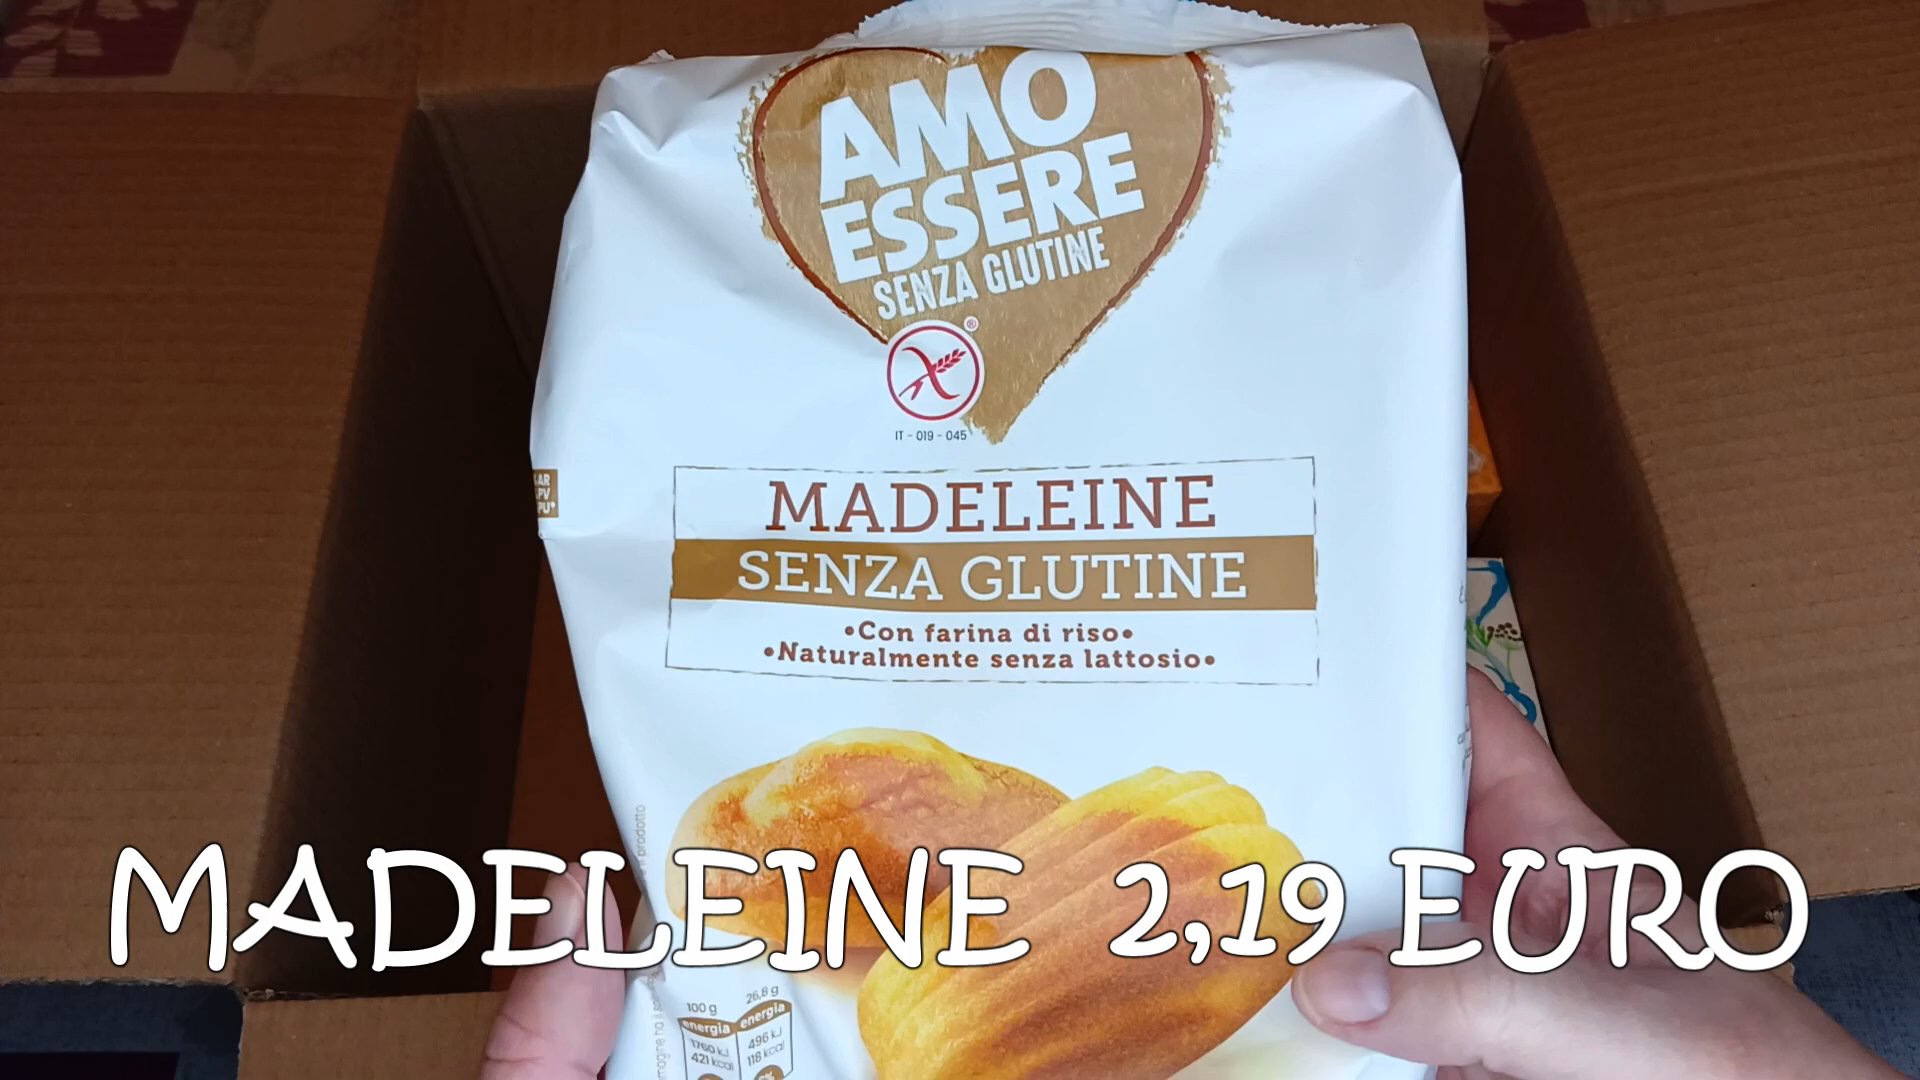 AMO
ESSERE
SENZA GLUTINE
®
IT - 019 - 045
MADELEINE
SENZA GLUTINE
•Con farina di riso•
•Naturalmente senza lattosio•
MADELEINE 2,19 EURO
100 g 26,8 g
energia energia
1760 kJ 496 kJ
421 kcal 118 kcal